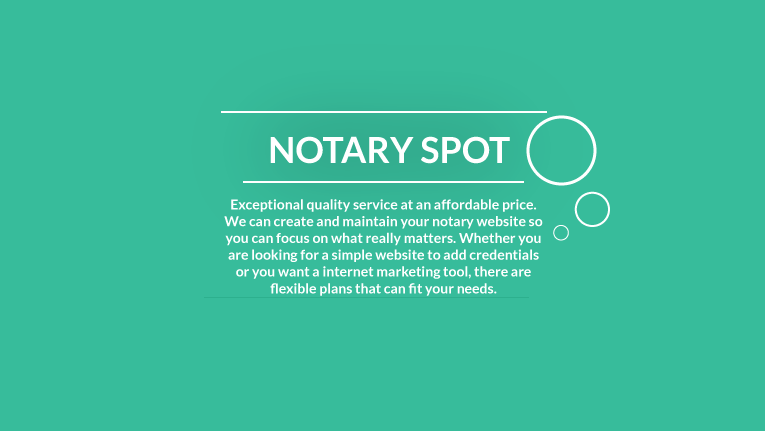 NOTARY SPOT
Exceptional quality service at an affordable price.
We can create and maintain your notary website so
you can focus on what really matters. Whether you
are looking for a simple website to add credentials
or you want a internet marketing tool, there are
flexible plans that can fit your needs.